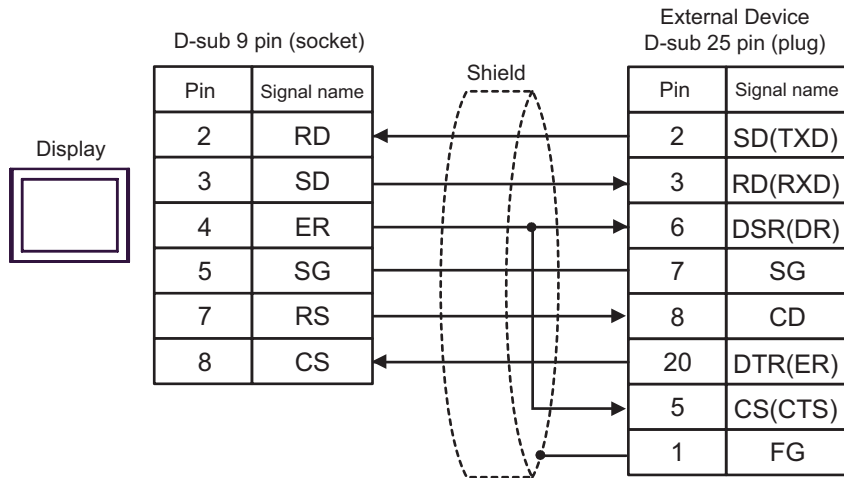 External Device
D-sub 9 pin (socket)
D-sub 25 pin (plug)
Shield
Pin Signal name
Pin Signal name
Display
2 RD
2 SD(TXD)
3 SD
3 RD(RXD)
4 ER
6 DSR(DR)
5 SG
7 SG
7 RS
8 CD
8 CS
20 DTR(ER)
5 CS(CTS)
1 FG